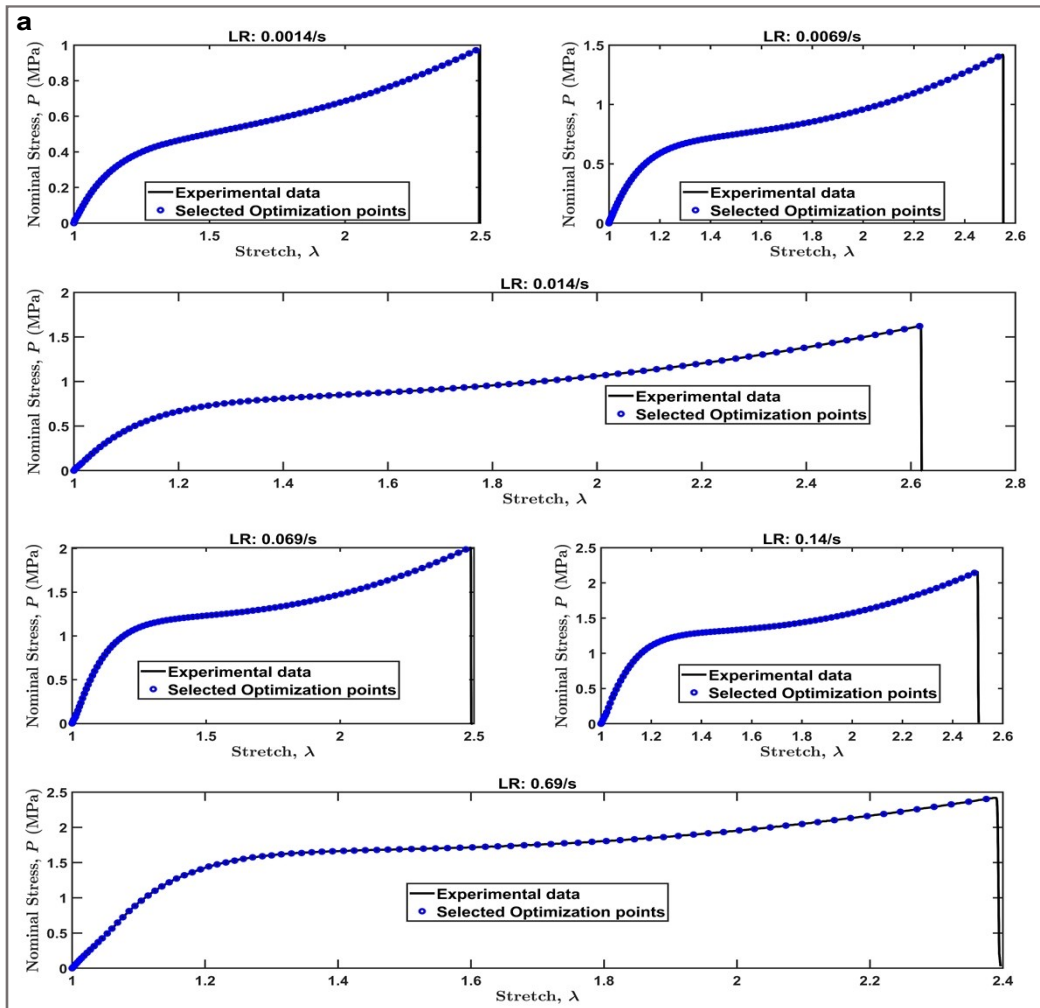 a
LR: 0.0014/s
Nominal Stress, P (MPa)
1
0.8
0.6
0.4
0.2
0
Experimental data
Selected Optimization points
1 1.5 2 2.5
Stretch, λ
LR: 0.0069/s
Nominal Stress, P (MPa)
1.5
1
0.5
0
Experimental data
Selected Optimization points
1 1.2 1.4 1.6 1.8 2 2.2 2.4 2.6
Stretch, λ
LR: 0.014/s
Nominal Stress, P (MPa)
2
1.5
1
0.5
0
Experimental data
Selected Optimization points
1 1.2 1.4 1.6 1.8 2 2.2 2.4 2.6 2.8
Stretch, λ
LR: 0.069/s
Nominal Stress, P (MPa)
2
1.5
1
0.5
0
Experimental data
Selected Optimization points
1 1.5 2 2.5
Stretch, λ
LR: 0.14/s
Nominal Stress, P (MPa)
2.5
2
1.5
1
0.5
0
Experimental data
Selected Optimization points
1 1.2 1.4 1.6 1.8 2 2.2 2.4 2.6
Stretch, λ
LR: 0.69/s
Nominal Stress, P (MPa)
2.5
2
1.5
1
0.5
0
Experimental data
Selected Optimization points
1 1.2 1.4 1.6 1.8 2 2.2 2.4
Stretch, λ